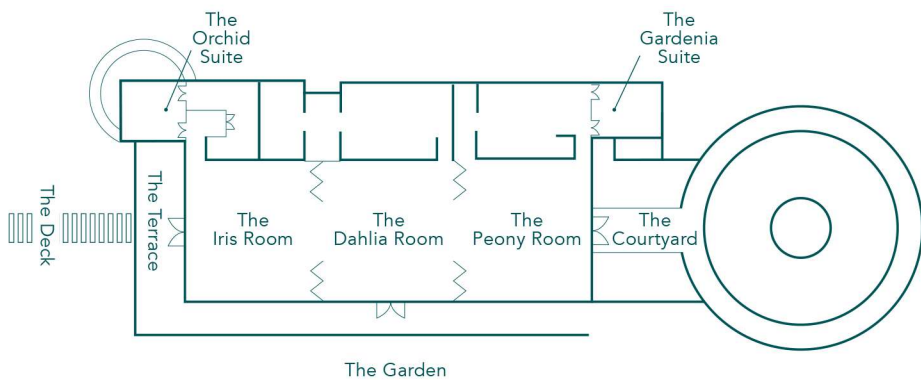 The
Orchid
Suite
The
Gardenia
Suite
The Deck
The Terrace
The
Iris Room
The
Dahlia Room
The
Peony Room
The
Courtyard
The Garden